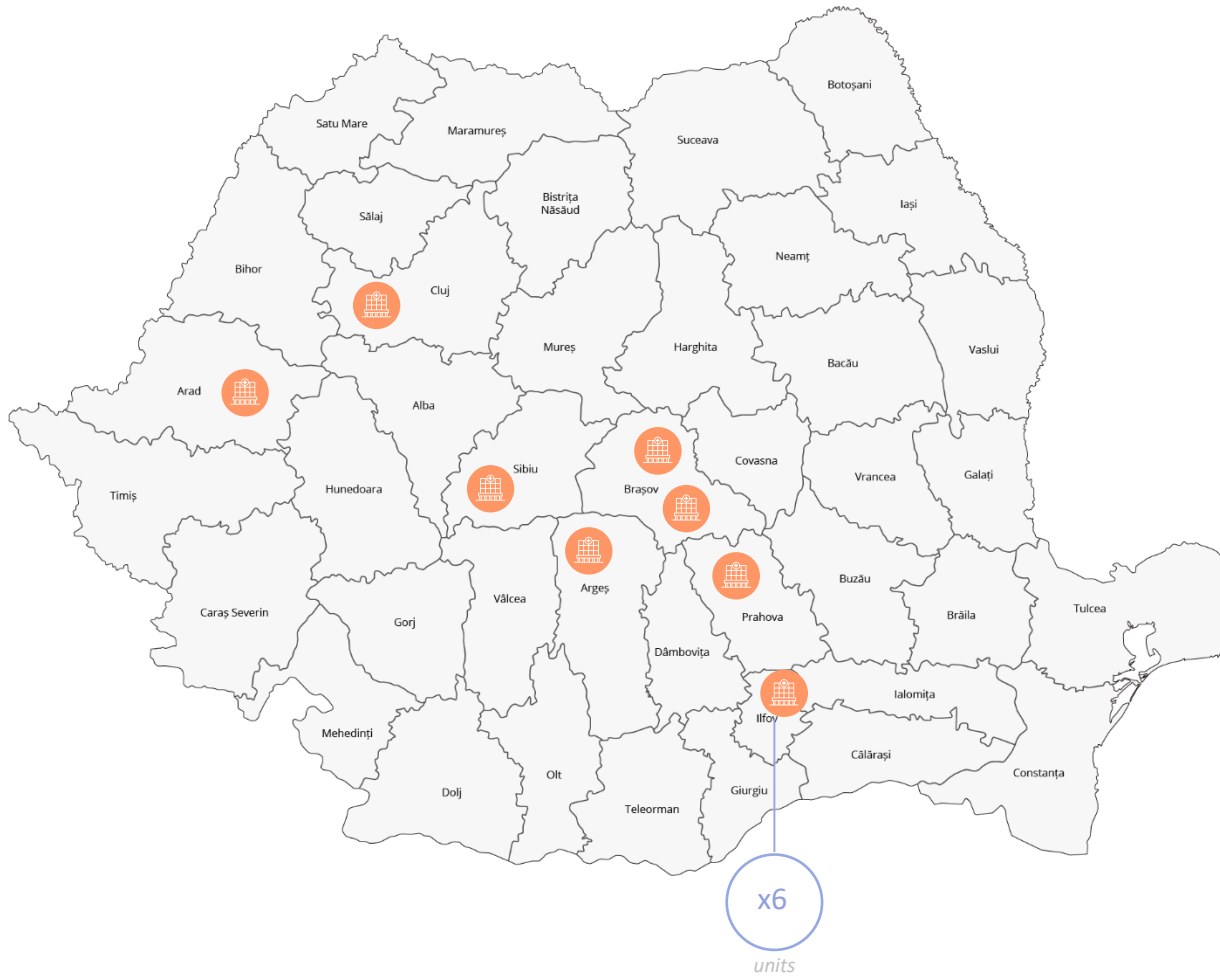 Botoșani
Satu Mare
Maramureș
Suceava
Bistrița
Năsăud
Iași
Sălaj
Neamț
Bihor
Cluj
Mureș
Harghita
Vaslui
Bacău
Arad
Alba
Sibiu
Covasna
Vrancea
Galați
Brașov
Hunedoara
Timiș
Buzău
Argeș
Vâlcea
Caraș Severin
Gorj
Prahova
Brăila
Tulcea
Dâmbovița
Ialomița
Ilfov
Mehedinți
Călărași
Constanța
Olt
Dolj
Giurgiu
Teleorman
x6
units